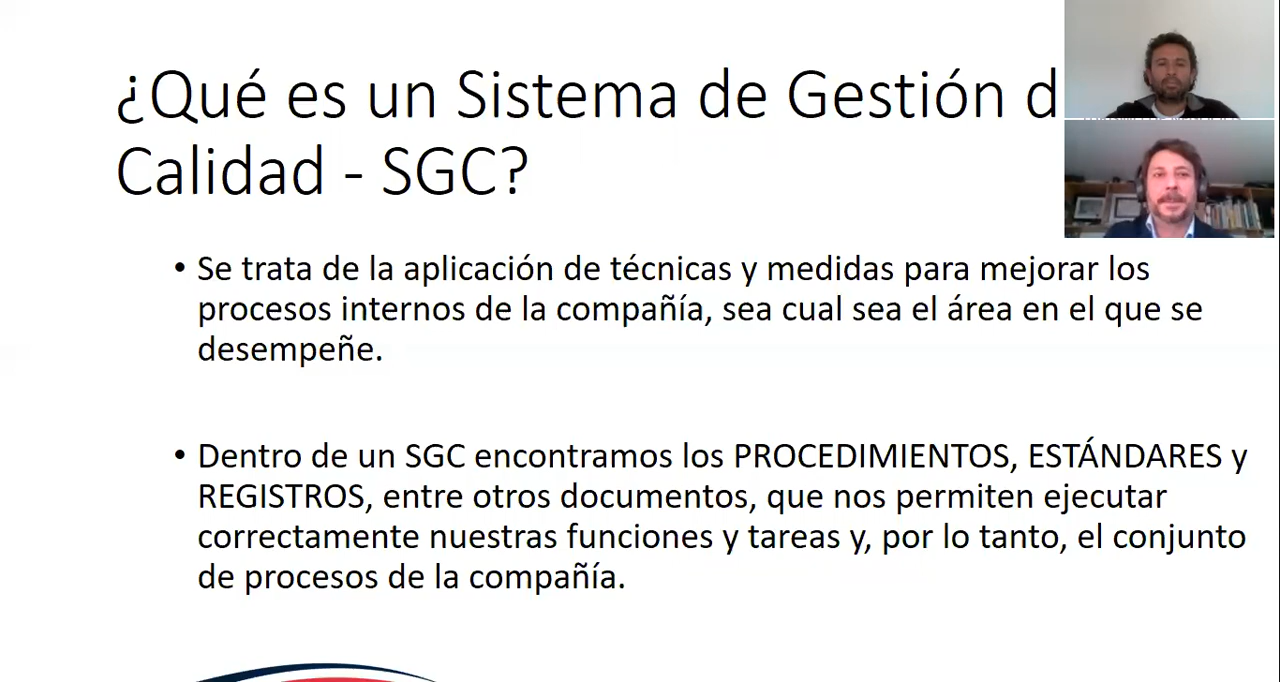 ¿Qué es un Sistema de Gestión d
Calidad - SGC?
• Se trata de la aplicación de técnicas y medidas para mejorar los
procesos internos de la compañía, sea cual sea el área en el que se
desempeñe.
• Dentro de un SGC encontramos los PROCEDIMIENTOS, ESTÁNDARES y
REGISTROS, entre otros documentos, que nos permiten ejecutar
correctamente nuestras funciones y tareas y, por lo tanto, el conjunto
de procesos de la compañía.